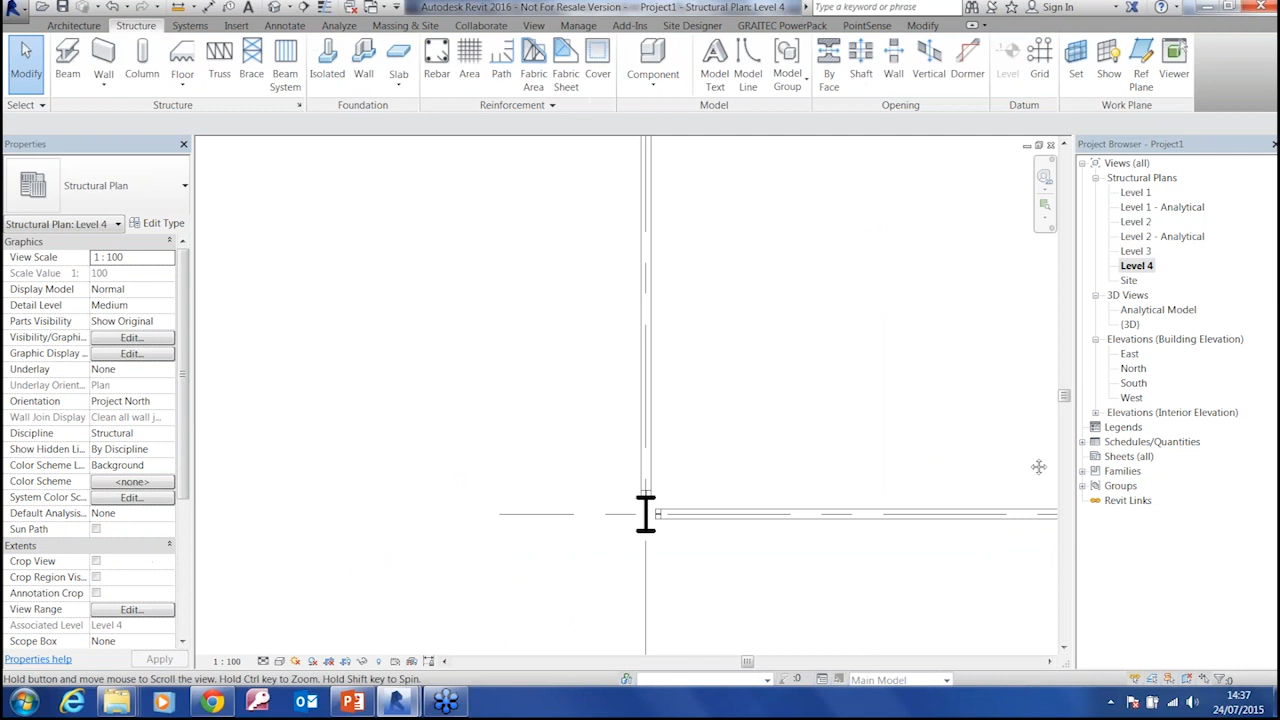 Autodesk Revit 2016 - Not For Resale Version - Project1 - Structural Plan: Level 4
Type a keyword or phrase
Sign In
Architecture Structure Systems Insert Annotate Analyze Massing & Site Collaborate View Manage Add-Ins Site Designer GRAITEC PowerPack PointSense Modify
Modify Beam Wall Column Floor Truss Brace Beam System Isolated Wall Slab Rebar Area Path Fabric Area Fabric Sheet Cover Component Model Text Model Line Model Group By Face Shaft Wall Vertical Dormer Level Grid Set Show Ref Plane Viewer
Select Structure Foundation Reinforcement Model Opening Datum Work Plane
Properties
Structural Plan
Structural Plan: Level 4 Edit Type
Graphics
View Scale 1 : 100
Scale Value 1: 100
Display Model Normal
Detail Level Medium
Parts Visibility Show Original
Visibility/Graphi... Edit...
Graphic Display ... Edit...
Underlay None
Underlay Orient... Plan
Orientation Project North
Wall Join Display Clean all wall j...
Discipline Structural
Show Hidden Li... By Discipline
Color Scheme L... Background
Color Scheme <none>
System Color Sc... Edit...
Default Analysis... None
Sun Path
Extents
Crop View
Crop Region Vis...
Annotation Crop
View Range Edit...
Associated Level Level 4
Scope Box None
Properties help Apply
1 : 100
Project Browser - Project1
Views (all)
Structural Plans
Level 1
Level 1 - Analytical
Level 2
Level 2 - Analytical
Level 3
Level 4
Site
3D Views
Analytical Model
{3D}
Elevations (Building Elevation)
East
North
South
West
Elevations (Interior Elevation)
Legends
Schedules/Quantities
Sheets (all)
Families
Groups
Revit Links
Hold button and move mouse to Scroll the view. Hold Ctrl key to Zoom. Hold Shift key to Spin.
:0 Main Model :0
14:37
24/07/2015